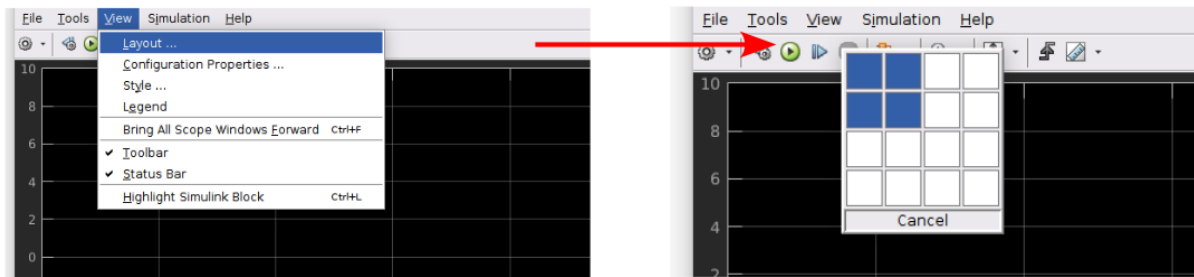 File Tools View Simulation Help
Layout ...
Configuration Properties ...
Style ...
Legend
Bring All Scope Windows Forward Ctrl+F
Toolbar
Status Bar
Highlight Simulink Block Ctrl+L
10
8
6
4
2
0
File Tools View Simulation Help
10
8
6
4
2
Cancel